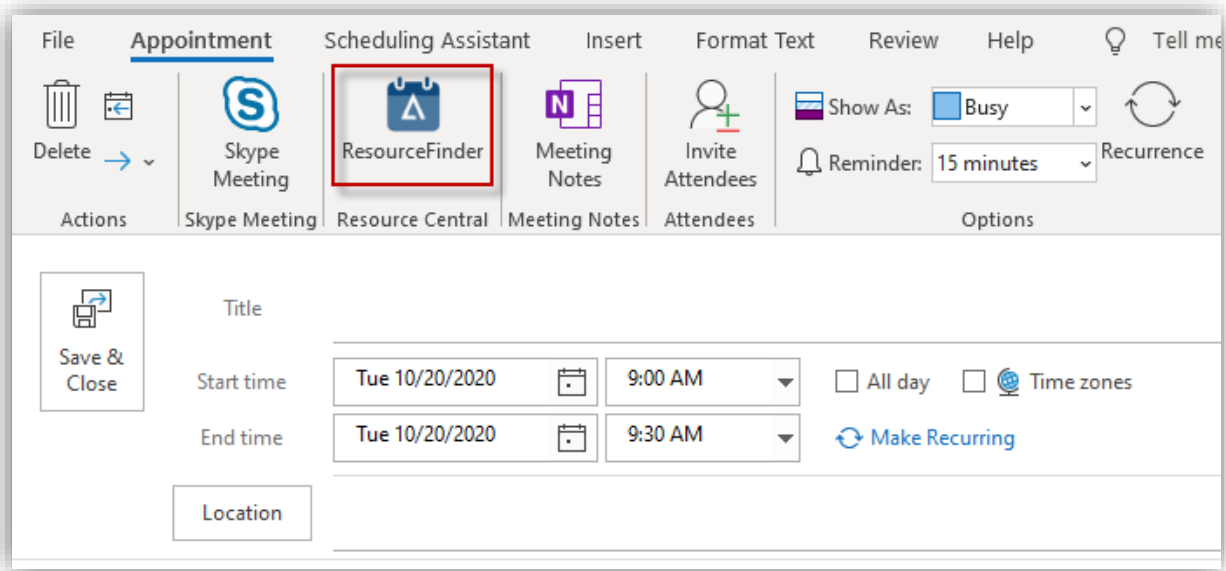 File Appointment Scheduling Assistant Insert Format Text Review Help Tell me
Delete
Skype
Meeting
ResourceFinder
Meeting
Notes
Invite
Attendees
Show As: Busy
Reminder: 15 minutes
Recurrence
Actions Skype Meeting Resource Central Meeting Notes Attendees Options
Save &
Close
Title
Start time Tue 10/20/2020 9:00 AM All day Time zones
End time Tue 10/20/2020 9:30 AM Make Recurring
Location